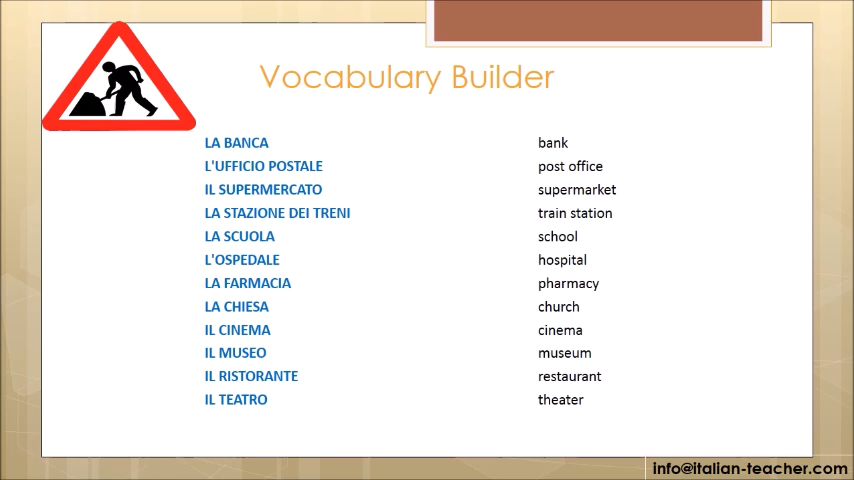 Vocabulary Builder
LA BANCA bank
L'UFFICIO POSTALE post office
IL SUPERMERCATO supermarket
LA STAZIONE DEI TRENI train station
LA SCUOLA school
L'OSPEDALE hospital
LA FARMACIA pharmacy
LA CHIESA church
IL CINEMA cinema
IL MUSEO museum
IL RISTORANTE restaurant
IL TEATRO theater
info@italian-teacher.com